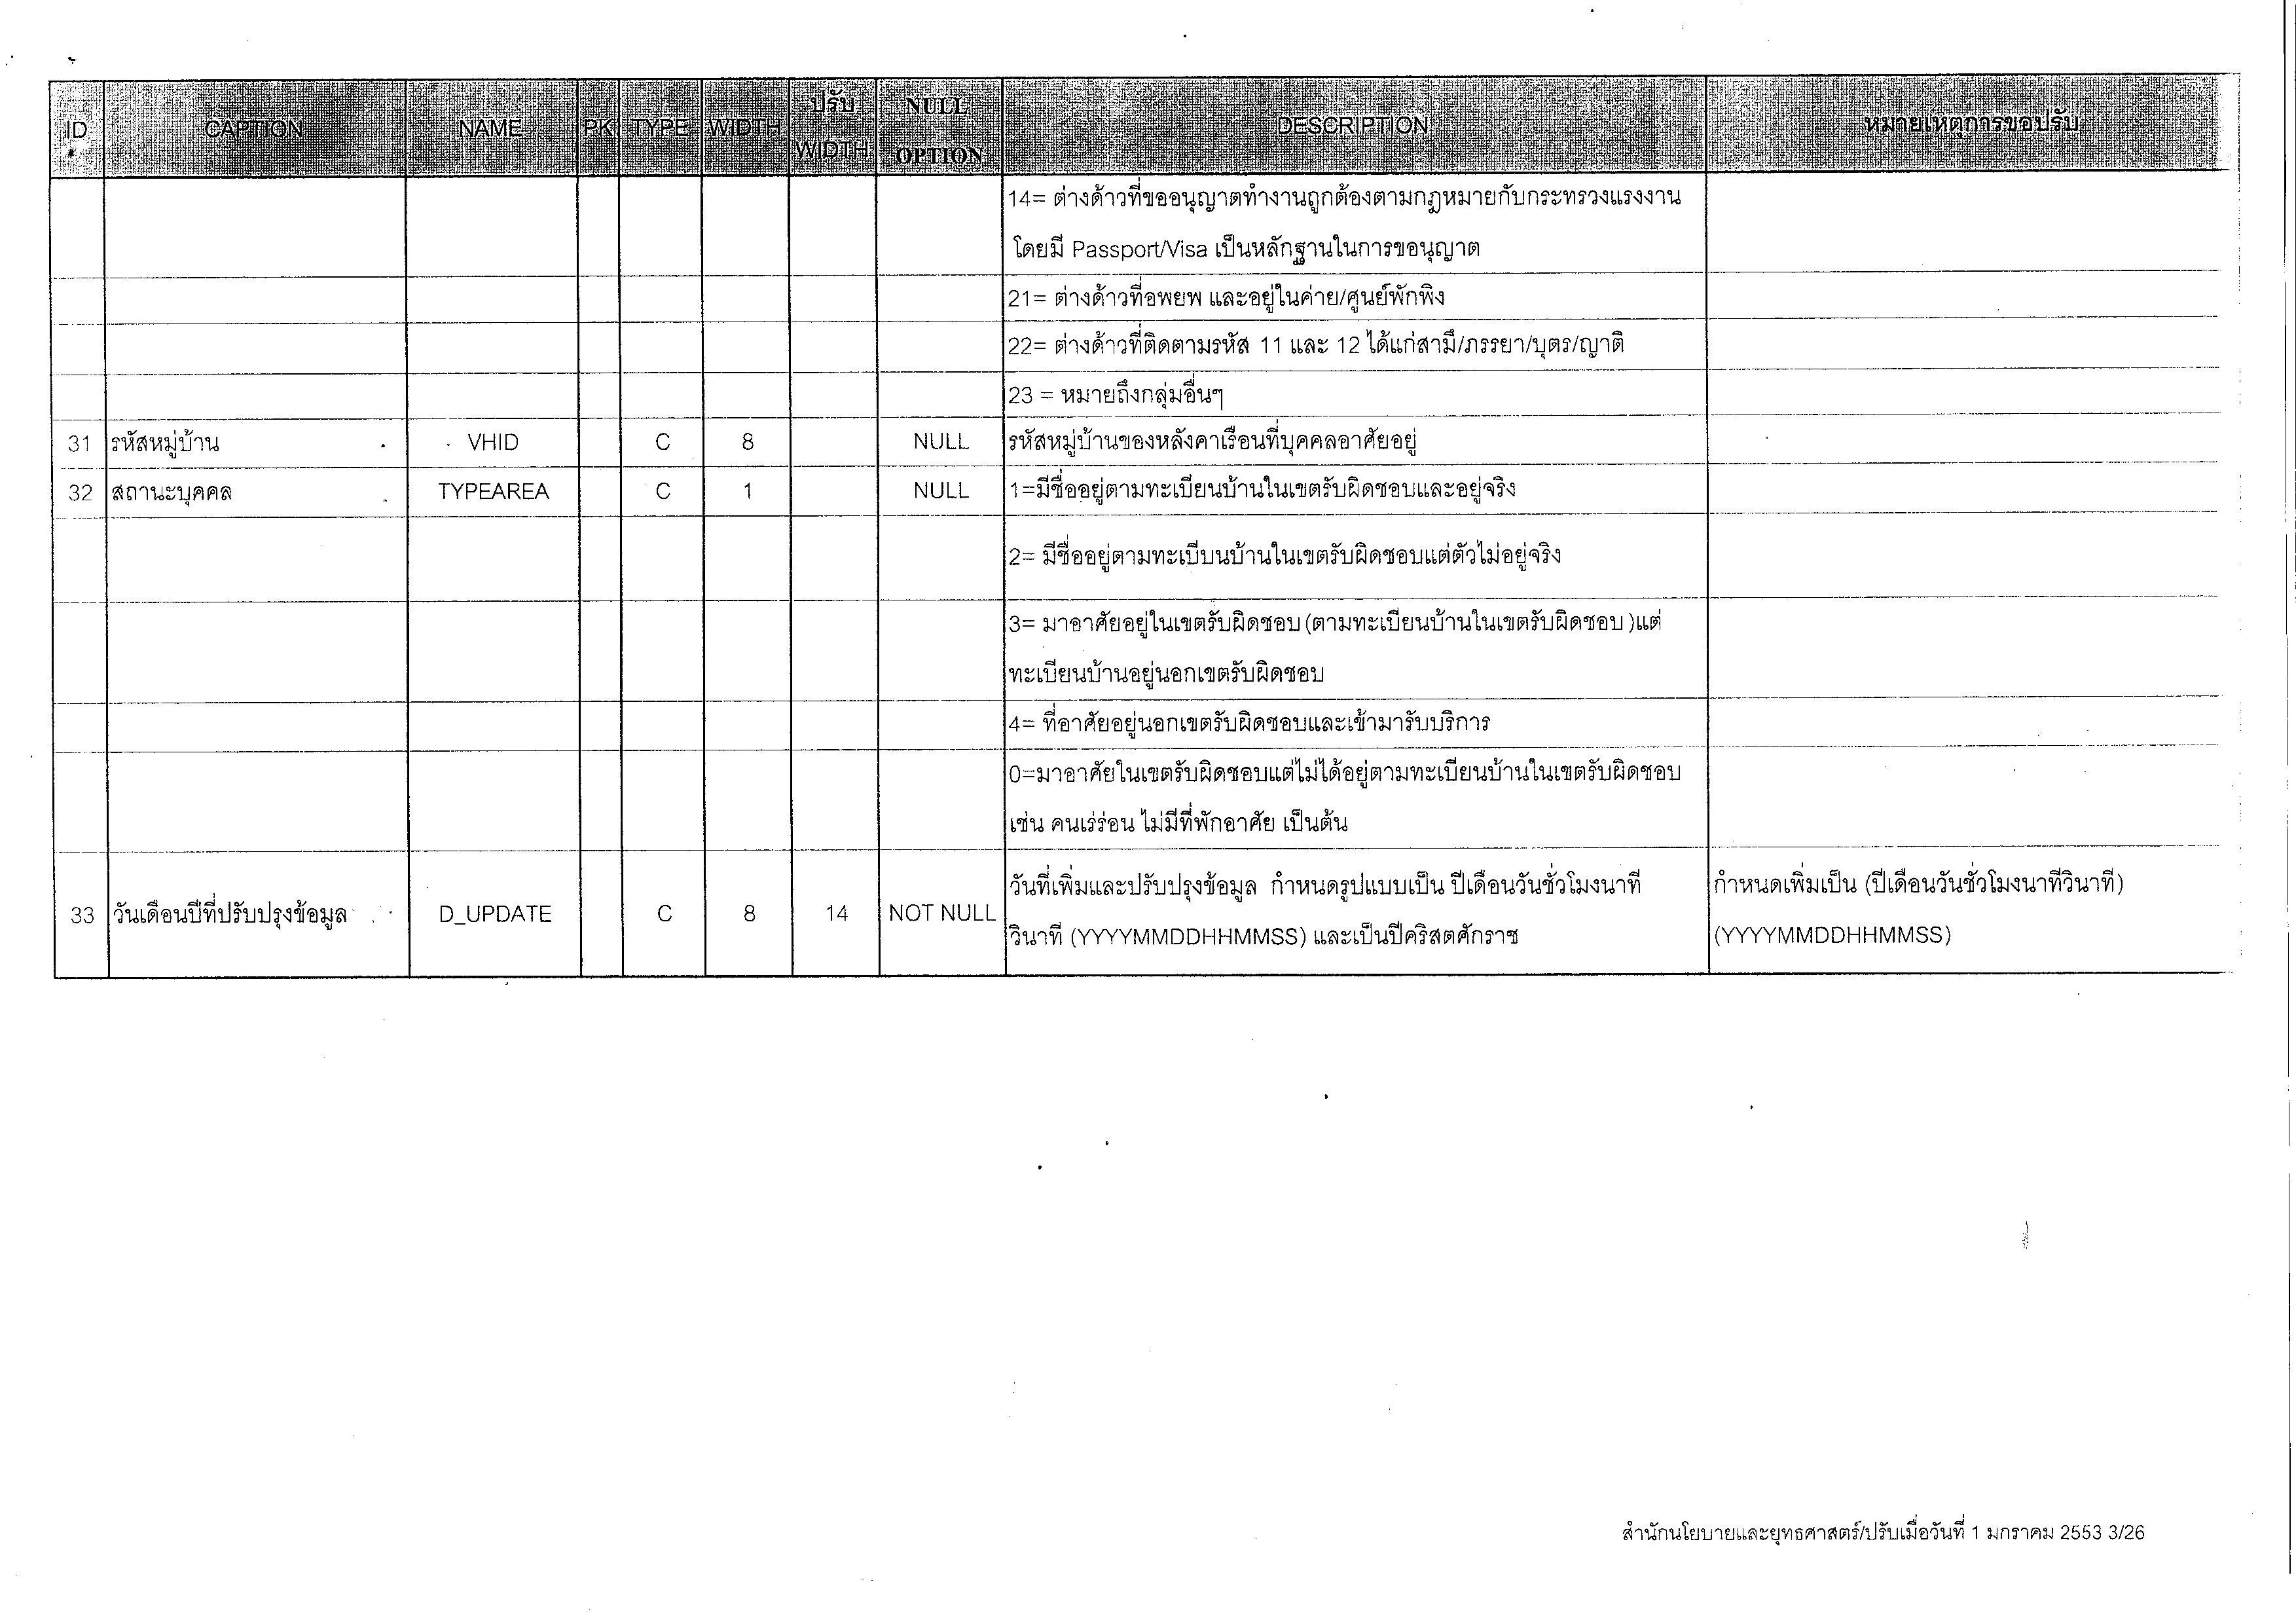 ID CAPTION NAME PK TYPE WIDTH ปรับ WIDTH NULL OPTION DESCRIPTION หมายเหตุการขอปรับ
14= ต่างด้าวที่ขออนุญาตทำงานถูกต้องตามกฎหมายกับกระทรวงแรงงาน
โดยมี Passport/Visa เป็นหลักฐานในการขอนุญาต
21= ต่างด้าวที่อพยพ และอยู่ในค่าย/ศูนย์พักพิง
22= ต่างด้าวที่ติดตามรหัส 11 และ 12 ได้แก่สามี/ภรรยา/บุตร/ญาติ
23 = หมายถึงกลุ่มอื่นๆ
31 รหัสหมู่บ้าน VHID C 8 NULL รหัสหมู่บ้านของหลังคาเรือนที่บุคคลอาศัยอยู่
32 สถานะบุคคล TYPEAREA C 1 NULL 1=มีชื่ออยู่ตามทะเบียนบ้านในเขตรับผิดชอบและอยู่จริง
2= มีชื่ออยู่ตามทะเบียนบ้านในเขตรับผิดชอบแต่ตัวไม่อยู่จริง
3= มาอาศัยอยู่ในเขตรับผิดชอบ(ตามทะเบียนบ้านในเขตรับผิดชอบ)แต่
ทะเบียนบ้านอยู่นอกเขตรับผิดชอบ
4= ที่อาศัยอยู่นอกเขตรับผิดชอบและเข้ามารับบริการ
0=มาอาศัยในเขตรับผิดชอบแต่ไม่ได้อยู่ตามทะเบียนบ้านในเขตรับผิดชอบ
เช่น คนเร่ร่อน ไม่มีที่พักอาศัย เป็นต้น
33 วันเดือนปีที่ปรับปรุงข้อมูล D_UPDATE C 8 14 NOT NULL วันที่เพิ่มและปรับปรุงข้อมูล กำหนดรูปแบบเป็น ปีเดือนวันชั่วโมงนาที กำหนดเพิ่มเป็น (ปีเดือนวันชั่วโมงนาทีวินาที)
วินาที (YYYYMMDDHHMMSS) และเป็นปีคริสตศักราช (YYYYMMDDHHMMSS)
สำนักนโยบายและยุทธศาสตร์/ปรับเมื่อวันที่ 1 มกราคม 2553 3/26